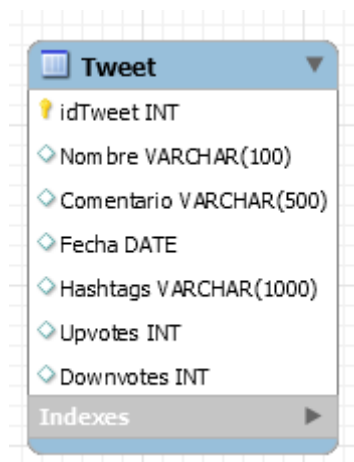 Tweet
idTweet INT
Nombre VARCHAR(100)
Comentario VARCHAR(500)
Fecha DATE
Hashtags VARCHAR(1000)
Upvotes INT
Downvotes INT
Indexes